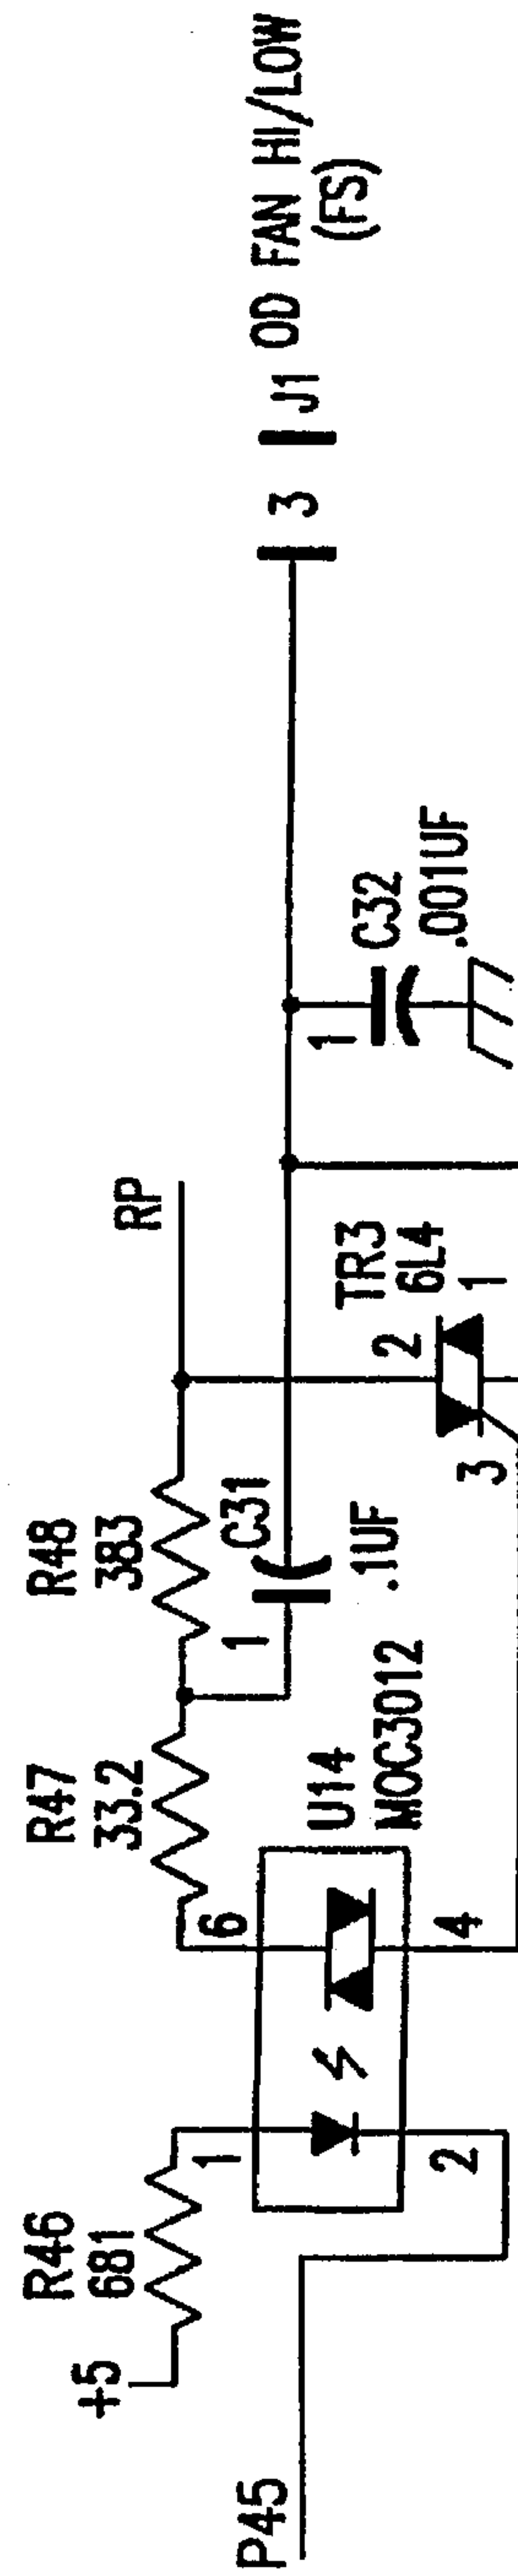 +5
R46
681
1
P45
2
R47
33.2
6
U14
MOC3012
4
R48
383
1
C31
.1UF
RP
TR3
6L4
2
3
1
1
C32
.001UF
3
J1
OD FAN HI/LOW
(FS)